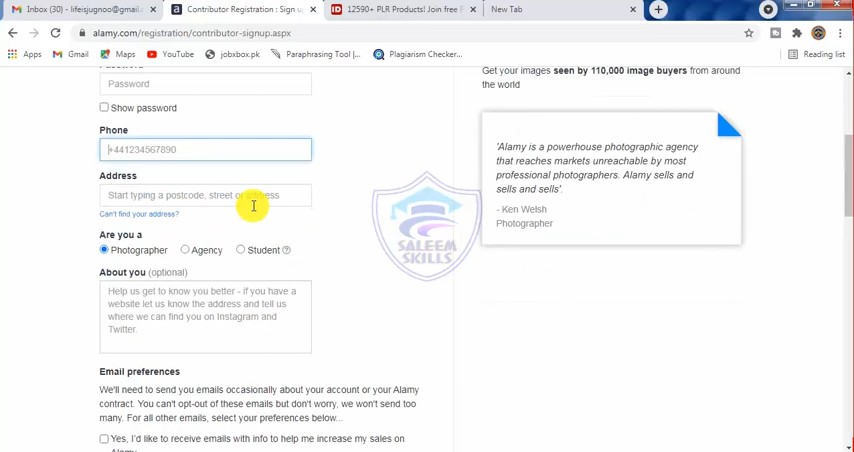 Inbox (30) - lifeisjugnoo@gmail.c
Contributor Registration : Sign u
12590+ PLR Products! Join free F
New Tab
alamy.com/registration/contributor-signup.aspx
Apps
Gmail
Maps
YouTube
jobxbox.pk
Paraphrasing Tool |...
Plagiarism Checker...
Reading list
Password
Password
Show password
Phone
+441234567890
Address
Start typing a postcode, street or address
Can't find your address?
Are you a
Photographer
Agency
Student
About you (optional)
Help us get to know you better - if you have a
website let us know the address and tell us
where we can find you on Instagram and
Twitter.
Email preferences
We'll need to send you emails occasionally about your account or your Alamy
contract. You can't opt-out of these emails but don't worry, we won't send too
many. For all other emails, select your preferences below...
Yes, I'd like to receive emails with info to help me increase my sales on
Alamy
Get your images seen by 110,000 image buyers from around
the world
'Alamy is a powerhouse photographic agency
that reaches markets unreachable by most
professional photographers. Alamy sells and
sells and sells'.
- Ken Welsh
Photographer
SALEEM
SKILLS